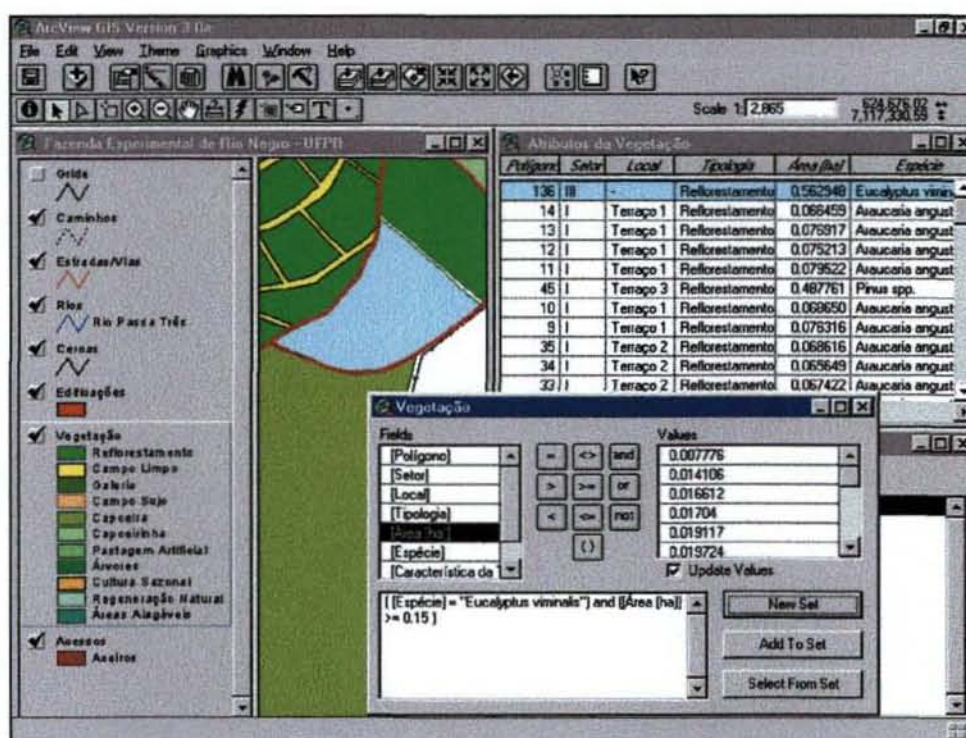 ArcView GIS Version 3.0a
File Edit View Theme Graphics Window Help
Scale 1: 2,865
624,676.02
7,117,330.59
Fazenda Experimental de Rio Negro - UFPR
Gride
Caminhos
Estradas/Vias
Rios
Rio Passa Três
Cercas
Edificações
Vegetação
Reflorestamento
Campo Limpo
Galeria
Campo Sujo
Capoeira
Capoeirinha
Pastagem Artificial
Árvores
Cultura Sazonal
Regeneração Natural
Áreas Alagáveis
Acessos
Aceiros
Atributos da Vegetação
Polígono Setor Local Tipologia Área [ha] Espécie
136 III - Reflorestamento 0.562948 Eucalyptus vimin
14 I Terraço 1 Reflorestamento 0.066459 Araucaria angust
13 I Terraço 1 Reflorestamento 0.076917 Araucaria angust
12 I Terraço 1 Reflorestamento 0.075213 Araucaria angust
11 I Terraço 1 Reflorestamento 0.079522 Araucaria angust
45 I Terraço 3 Reflorestamento 0.487761 Pinus spp.
10 I Terraço 1 Reflorestamento 0.068650 Araucaria angust
9 I Terraço 1 Reflorestamento 0.076316 Araucaria angust
35 I Terraço 2 Reflorestamento 0.068616 Araucaria angust
34 I Terraço 2 Reflorestamento 0.065649 Araucaria angust
33 I Terraço 2 Reflorestamento 0.067422 Araucaria angust
Vegetação
Fields
[Polígono]
[Setor]
[Local]
[Tipologia]
[Área [ha]]
[Espécie]
[Característica da T
= <> and
> >= or
< <= not
( )
Values
0.007776
0.014106
0.016612
0.01704
0.019117
0.019724
Update Values
( [Espécie] = "Eucalyptus viminalis") and ([Área [ha]]
>= 0.15 )
New Set
Add To Set
Select From Set